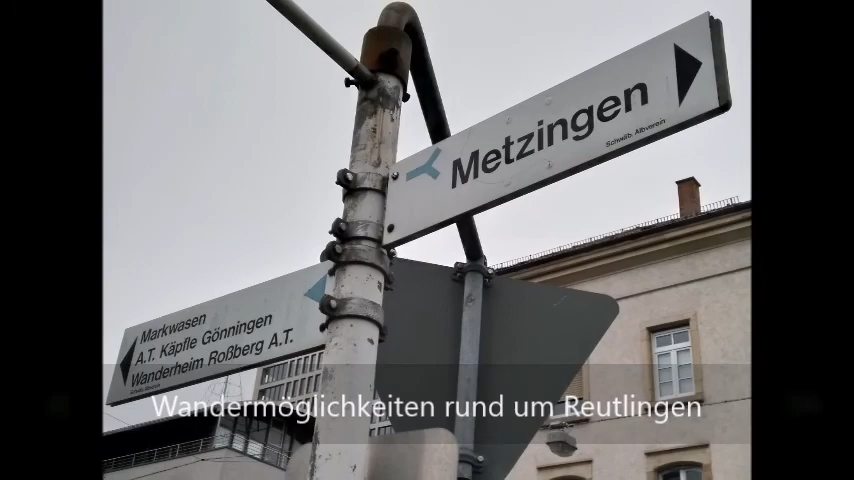 Metzingen
Schwäb. Albverein
Markwasen
A.T. Käpfle Gönningen
Wanderheim Roßberg A.T.
Wandermöglichkeiten rund um Reutlingen